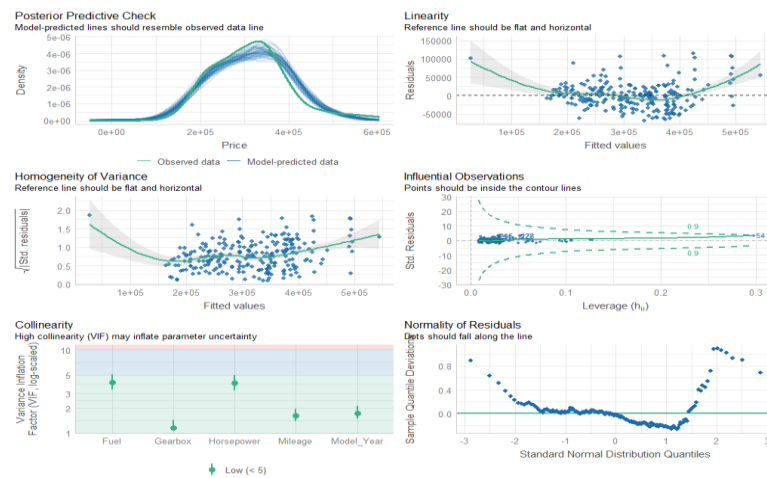 Posterior Predictive Check
Model-predicted lines should resemble observed data line
5e-06
4e-06
3e-06
2e-06
1e-06
0e+00
Density
0e+00 2e+05 4e+05 6e+05
Price
Observed data Model-predicted data
Linearity
Reference line should be flat and horizontal
150000
100000
50000
0
-50000
Residuals
1e+05 2e+05 3e+05 4e+05 5e+05
Fitted values
Homogeneity of Variance
Reference line should be flat and horizontal
2.0
1.5
1.0
0.5
0.0
√|Std. residuals|
1e+05 2e+05 3e+05 4e+05 5e+05
Fitted values
Influential Observations
Points should be inside the contour lines
30
20
10
0
-10
-20
-30
Std. Residuals
0.9
54
0.9
0.0 0.1 0.2 0.3
Leverage (hii)
Collinearity
High collinearity (VIF) may inflate parameter uncertainty
10
5
3
2
1
Variance Inflation
Factor (VIF, log-scaled)
Fuel Gearbox Horsepower Mileage Model_Year
Low (< 5)
Normality of Residuals
Dots should fall along the line
0.8
0.4
0.0
Sample Quantile Deviations
-3 -2 -1 0 1 2 3
Standard Normal Distribution Quantiles